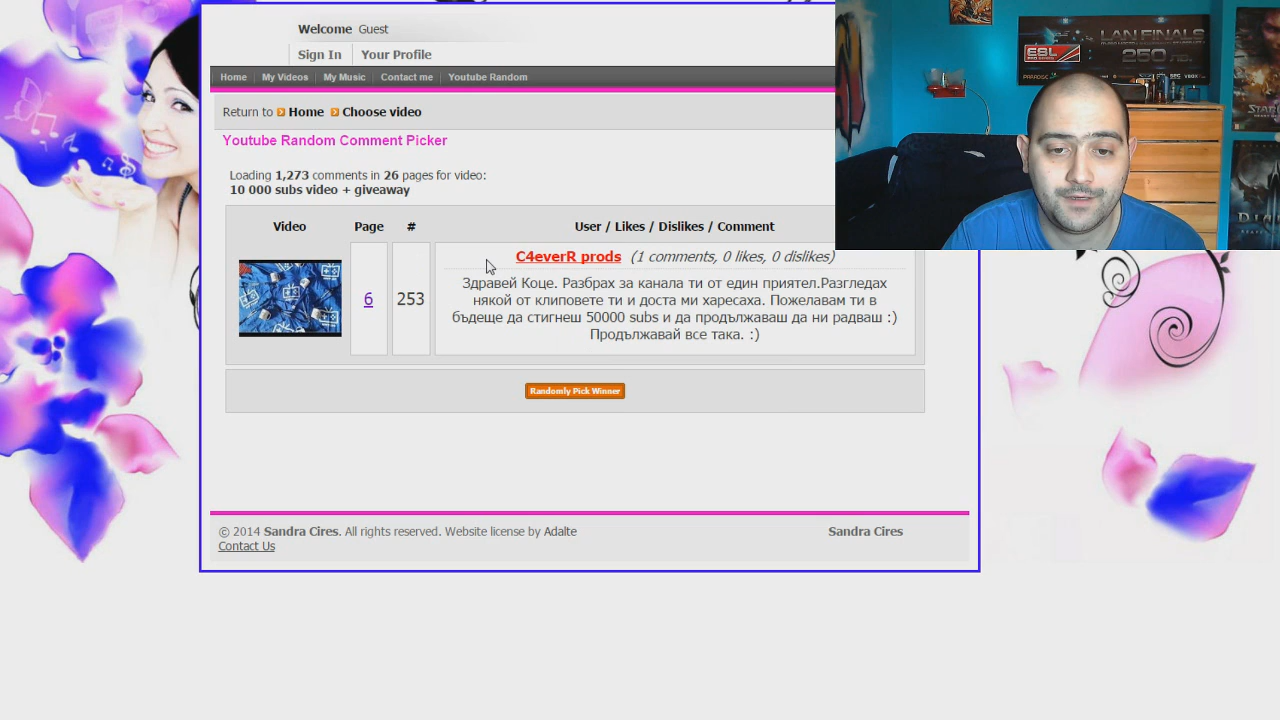 Welcome Guest
Sign In Your Profile
Home My Videos My Music Contact me Youtube Random
Return to Home Choose video
Youtube Random Comment Picker
Loading 1,273 comments in 26 pages for video:
10 000 subs video + giveaway
Video Page # User / Likes / Dislikes / Comment
6 253 C4everR prods (1 comments, 0 likes, 0 dislikes)
Здравей Коце. Разбрах за канала ти от един приятел.Разгледах
някой от клиповете ти и доста ми харесаха. Пожелавам ти в
бъдеще да стигнеш 50000 subs и да продължаваш да ни радваш :)
Продължавай все така. :)
Randomly Pick Winner
© 2014 Sandra Cires. All rights reserved. Website license by Adalte
Sandra Cires
Contact Us
LAN FINALS
ESL
250 лв.